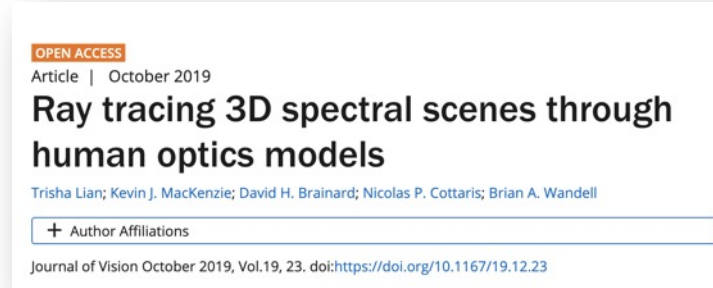 OPEN ACCESS
Article | October 2019
Ray tracing 3D spectral scenes through
human optics models
Trisha Lian; Kevin J. MacKenzie; David H. Brainard; Nicolas P. Cottaris; Brian A. Wandell
+ Author Affiliations
Journal of Vision October 2019, Vol.19, 23. doi:https://doi.org/10.1167/19.12.23